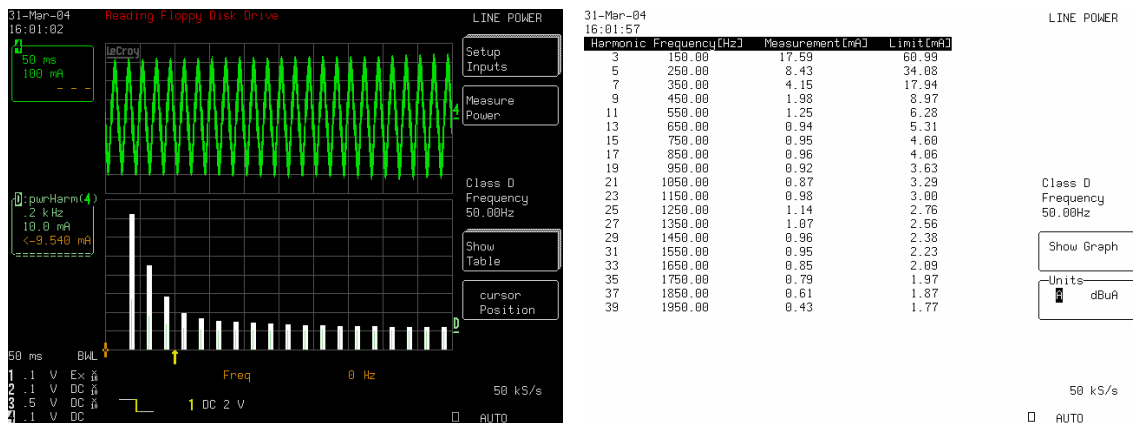 31-Mar-04
16:01:02
Reading Floppy Disk Drive
LINE POWER
4
50 ms
100 mA
- - -
LeCroy
Setup
Inputs
Measure
Power
4
Class D
Frequency
50.00Hz
D:pwrHarm(4)
.2 kHz
10.0 mA
<-9.540 mA
Show
Table
cursor
Position
D
50 ms BWL
1 .1 V Ex
2 .1 V DC
3 .5 V DC
4 .1 V DC
Freq 0 Hz
1 DC 2 V
50 kS/s
AUTO
31-Mar-04
16:01:57
LINE POWER
Harmonic Frequency[Hz] Measurement[mA] Limit[mA]
3 150.00 17.59 60.99
5 250.00 8.43 34.08
7 350.00 4.15 17.94
9 450.00 1.98 8.97
11 550.00 1.25 6.28
13 650.00 0.94 5.31
15 750.00 0.95 4.60
17 850.00 0.96 4.06
19 950.00 0.92 3.63
21 1050.00 0.87 3.29
23 1150.00 0.98 3.00
25 1250.00 1.14 2.76
27 1350.00 1.07 2.56
29 1450.00 0.96 2.38
31 1550.00 0.95 2.23
33 1650.00 0.85 2.09
35 1750.00 0.79 1.97
37 1850.00 0.61 1.87
39 1950.00 0.43 1.77
Class D
Frequency
50.00Hz
Show Graph
Units
A dBuA
50 kS/s
AUTO